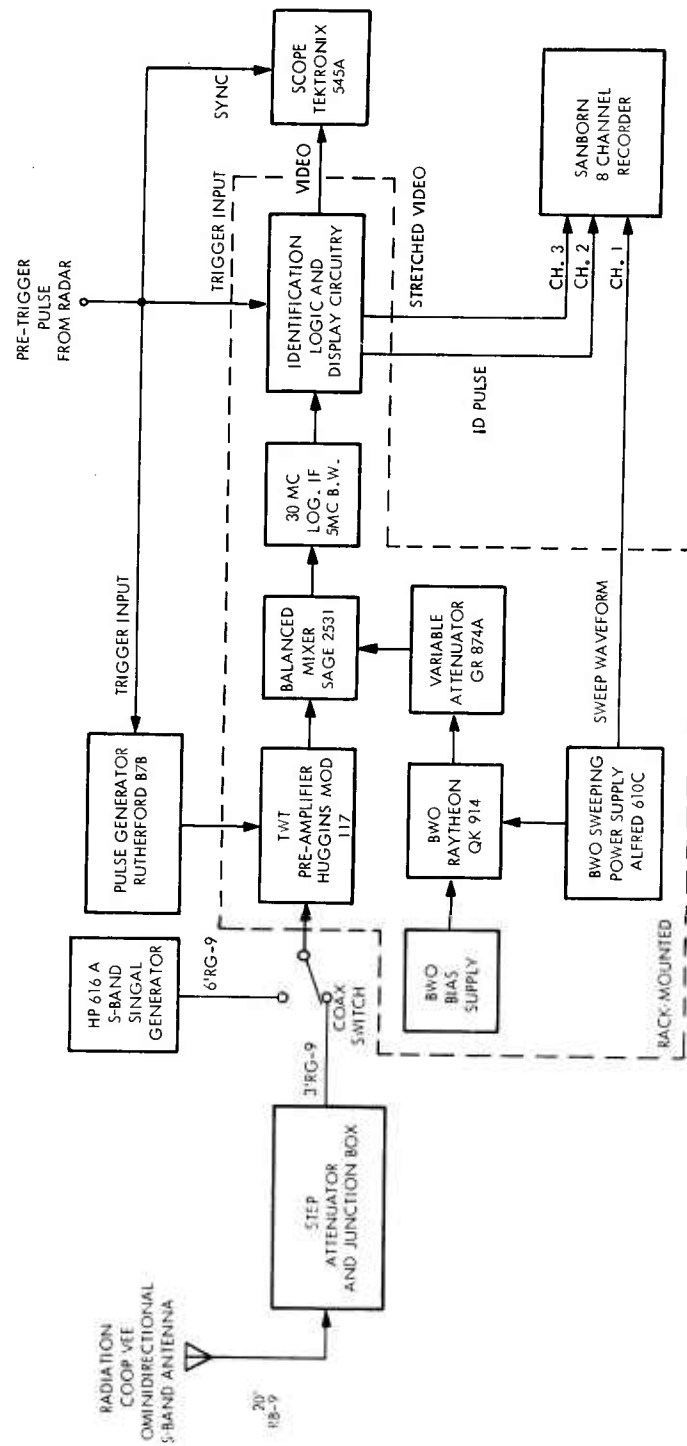 PRE-TRIGGER
PULSE
FROM RADAR
TRIGGER INPUT
SYNC
TRIGGER INPUT
HP 616 A
S-BAND
SINGAL
GENERATOR
6'RG-9
PULSE GENERATOR
RUTHERFORD B7B
SCOPE
TEKTRONIX
545A
VIDEO
RADIATION
COOP VEE
OMINIDIRECTIONAL
S-BAND ANTENNA
20'
STEP
ATTENUATOR
AND JUNCTION BOX
3'RG-9
COAX
SWITCH
TWT
PRE-AMPLIFIER
HUGGINS MOD
117
BALANCED
MIXER
SAGE 2531
30 MC
LOG. IF
5MC B.W.
IDENTIFICATION
LOGIC AND
DISPLAY CIRCUITRY
STRETCHED VIDEO
ID PULSE
BWO
BIAS
SUPPLY
BWO
RAYTHEON
QK 914
VARIABLE
ATTENUATOR
GR 874A
BWO SWEEPING
POWER SUPPLY
ALFRED 610C
SWEEP WAVEFORM
CH. 3
CH. 2
CH. 1
SANBORN
8 CHANNEL
RECORDER
RACK-MOUNTED